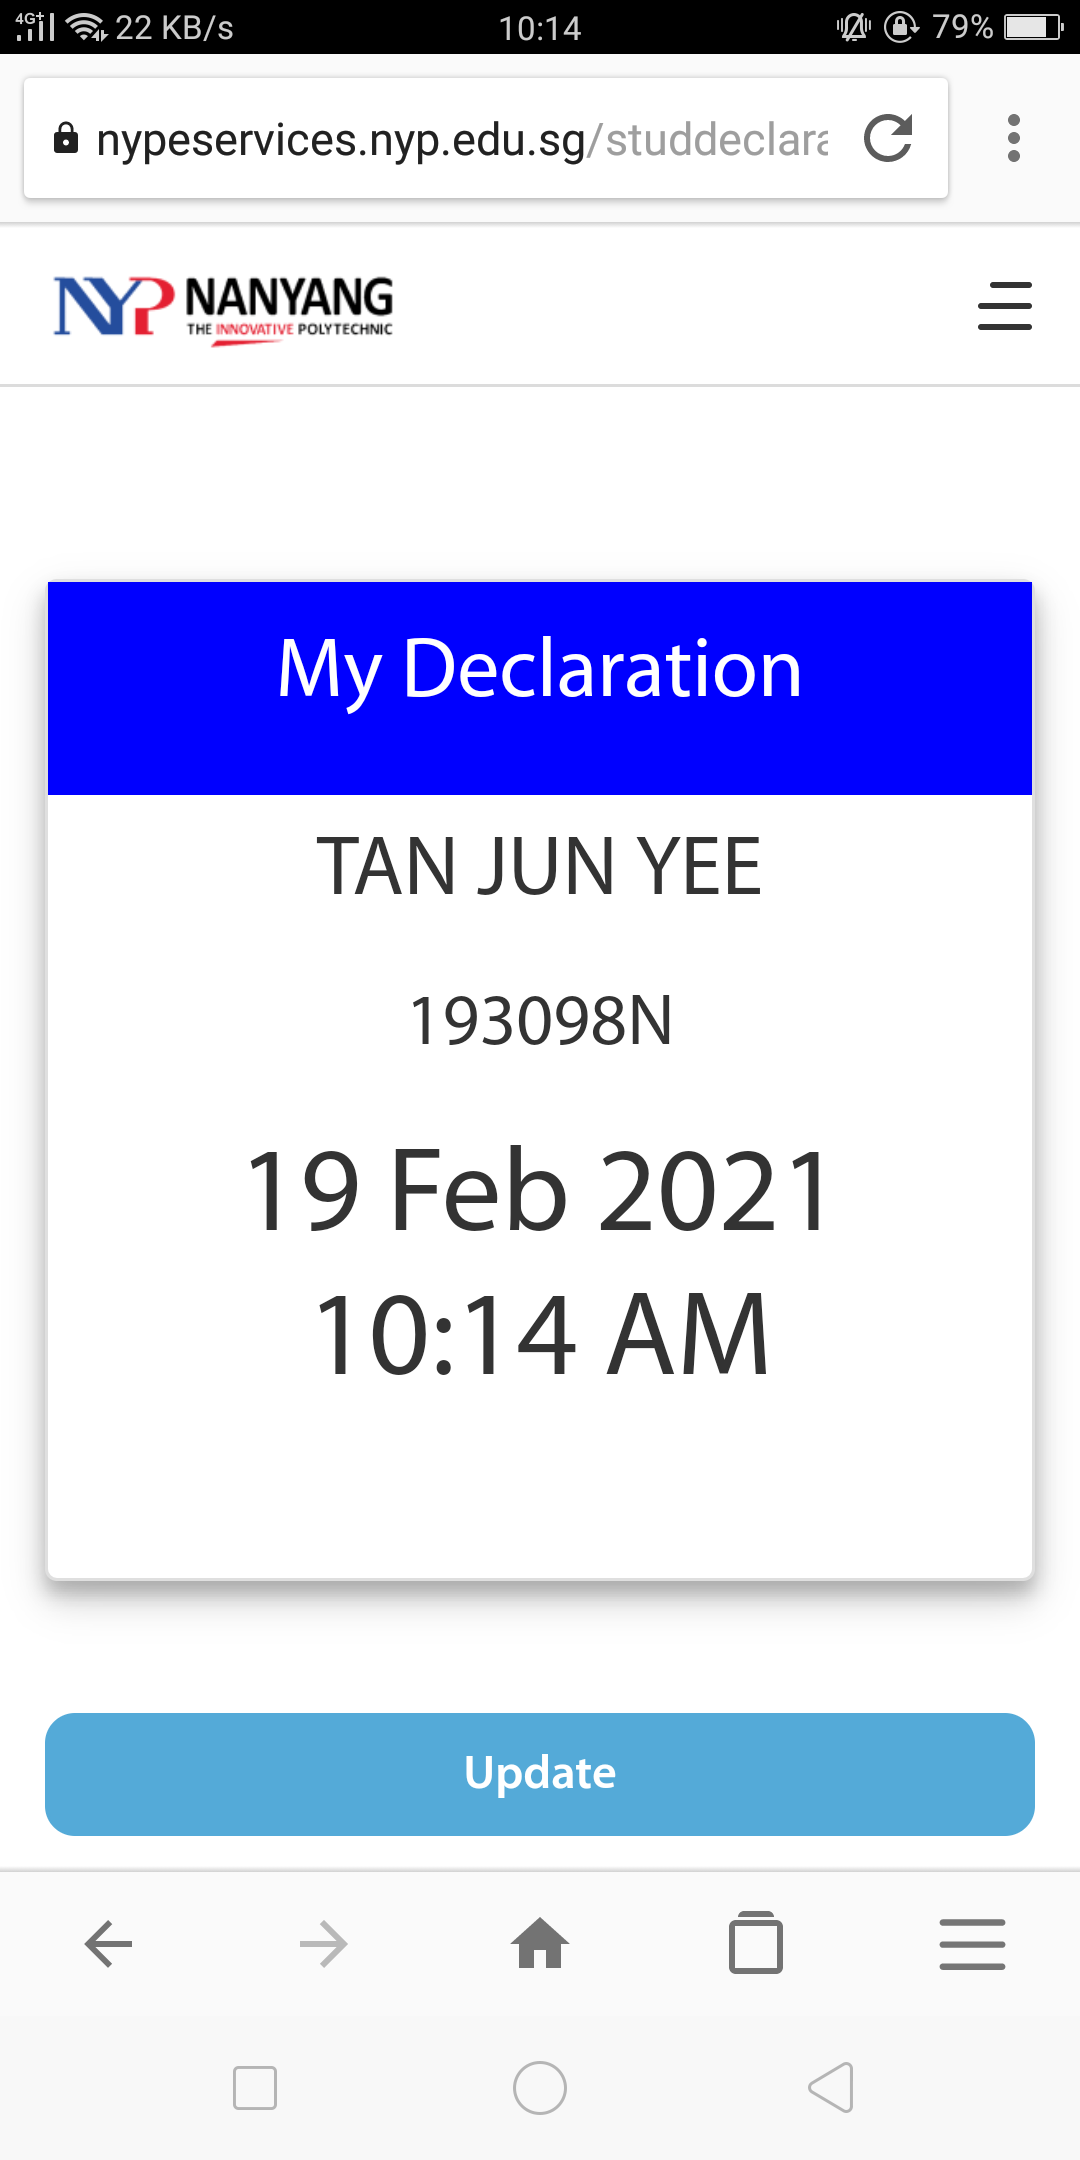 4G+ 22 KB/s 10:14 79%
nypeservices.nyp.edu.sg/studdeclara
NYP NANYANG
THE INNOVATIVE POLYTECHNIC
My Declaration
TAN JUN YEE
193098N
19 Feb 2021
10:14 AM
Update